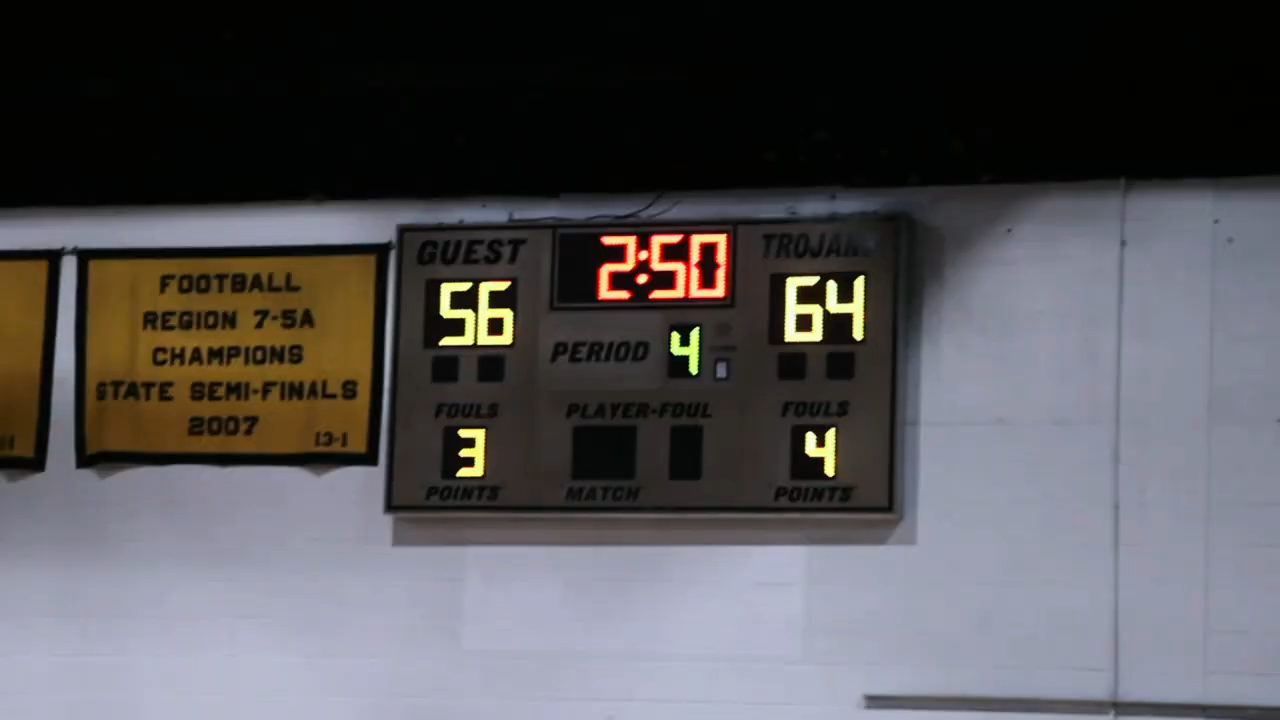 FOOTBALL
REGION 7-5A
CHAMPIONS
STATE SEMI-FINALS
2007
13-1
GUEST
2:50
TROJANS
56
64
PERIOD 4
FOULS
PLAYER-FOUL
FOULS
3
4
POINTS
MATCH
POINTS